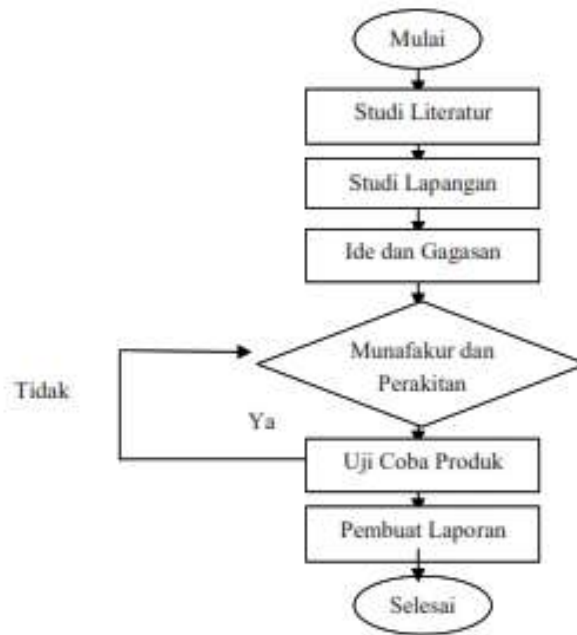 Mulai
Studi Literatur
Studi Lapangan
Ide dan Gagasan
Munafakur dan
Perakitan
Tidak
Ya
Uji Coba Produk
Pembuat Laporan
Selesai